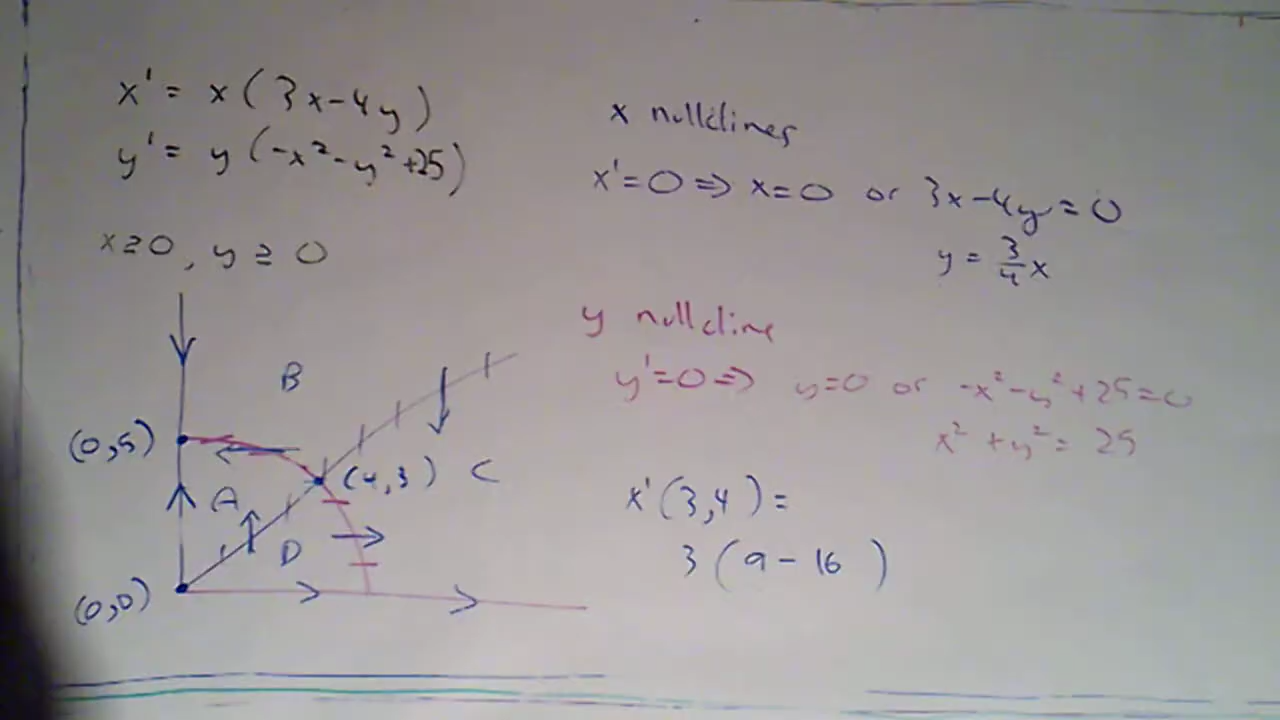 x' = x(3x-4y)
y' = y(-x²-y²+25)
x≥0, y≥0
x nullclines
x'=0 ⇒ x=0 or 3x-4y=0
y = 3/4 x
y nullcline
y'=0 ⇒ y=0 or -x²-y²+25=0
x²+y²=25
x'(3,4)=
3(9-16)
B
(0,5)
(4,3)
C
A
D
(0,0)